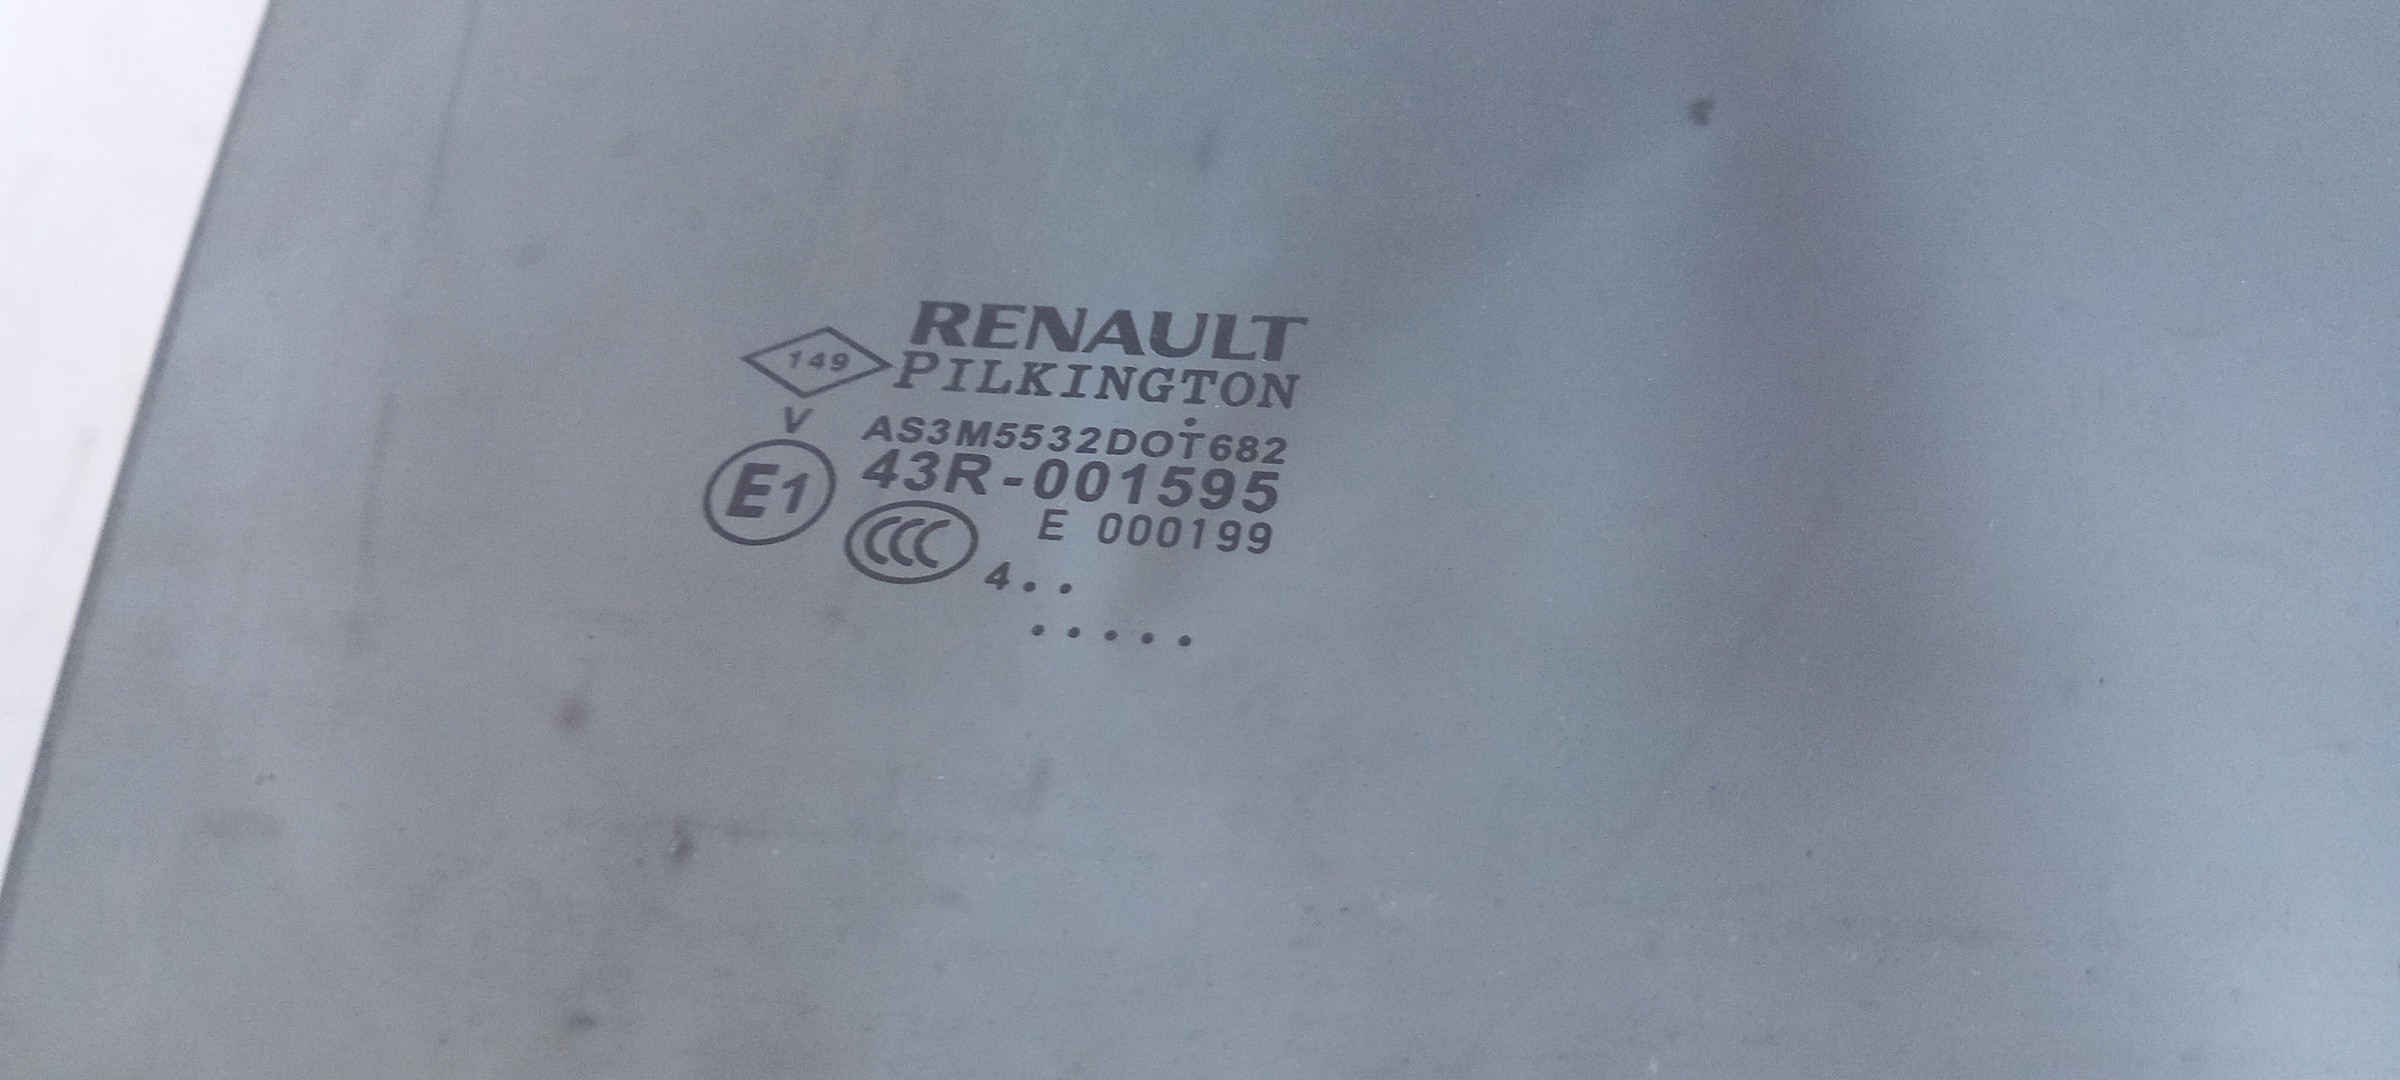 RENAULT
149 PILKINGTON
V AS3M5532DOT682
E1 43R-001595
CCC E 000199
4..
.....